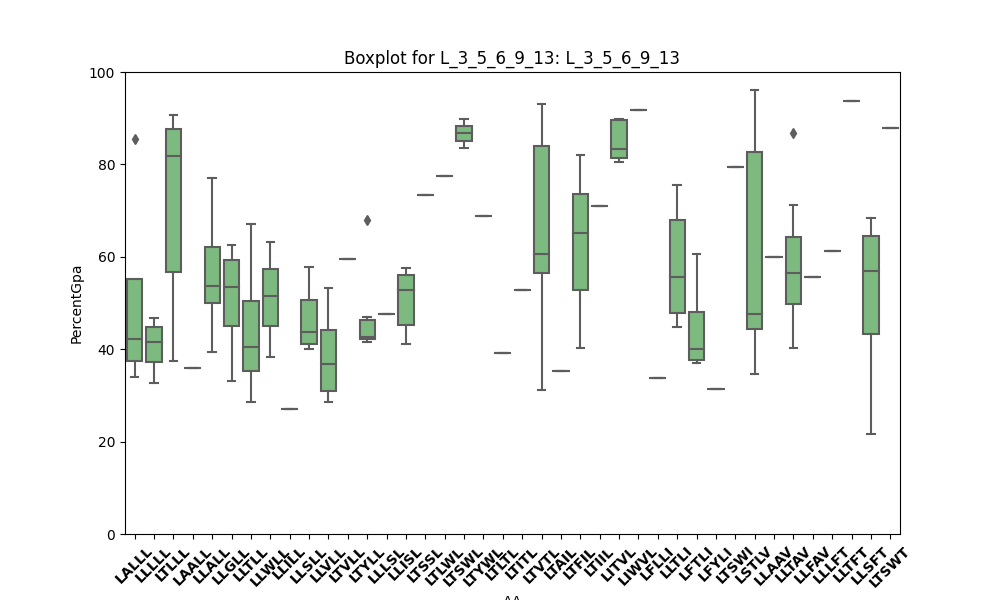 Boxplot for L_3_5_6_9_13: L_3_5_6_9_13
PercentGpa
100
80
60
40
20
0
LALLL
LLLLL
LTLLL
LAALL
LLALL
LLGLL
LLTLL
LLWLL
LLILL
LLSLL
LLVLL
LTVLL
LTYLL
LLLSL
LLISL
LTSSL
LTLWL
LTSWL
LTYWL
LTLTL
LTITL
LTVTL
LTAIL
LTFIL
LTIIL
LITVL
LIWVL
LFLLI
LLTLI
LFTLI
LFYLI
LTSWI
LSTLV
LLAAV
LLTAV
LLFAV
LLLFT
LLTFT
LLSFT
LTSWT